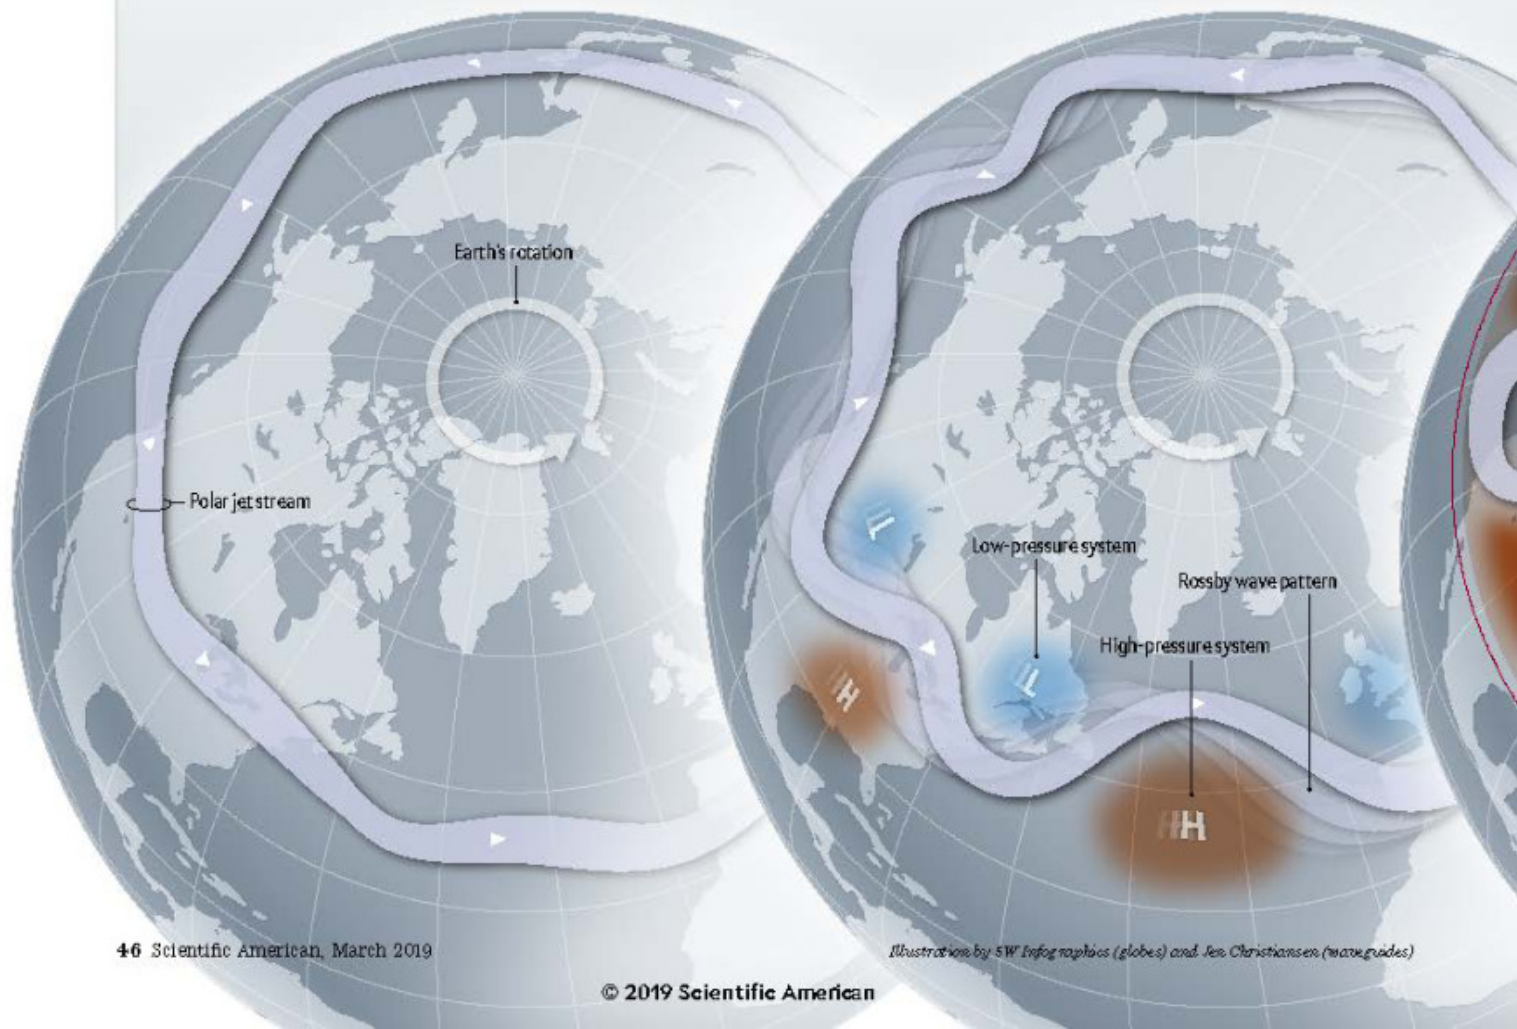 Earth's rotation
Polar jet stream
L
Low-pressure system
Rossby wave pattern
High-pressure system
H
L
H
46 Scientific American, March 2019
Illustration by 5W Infographics (globes) and Jen Christiansen (waveguides)
© 2019 Scientific American